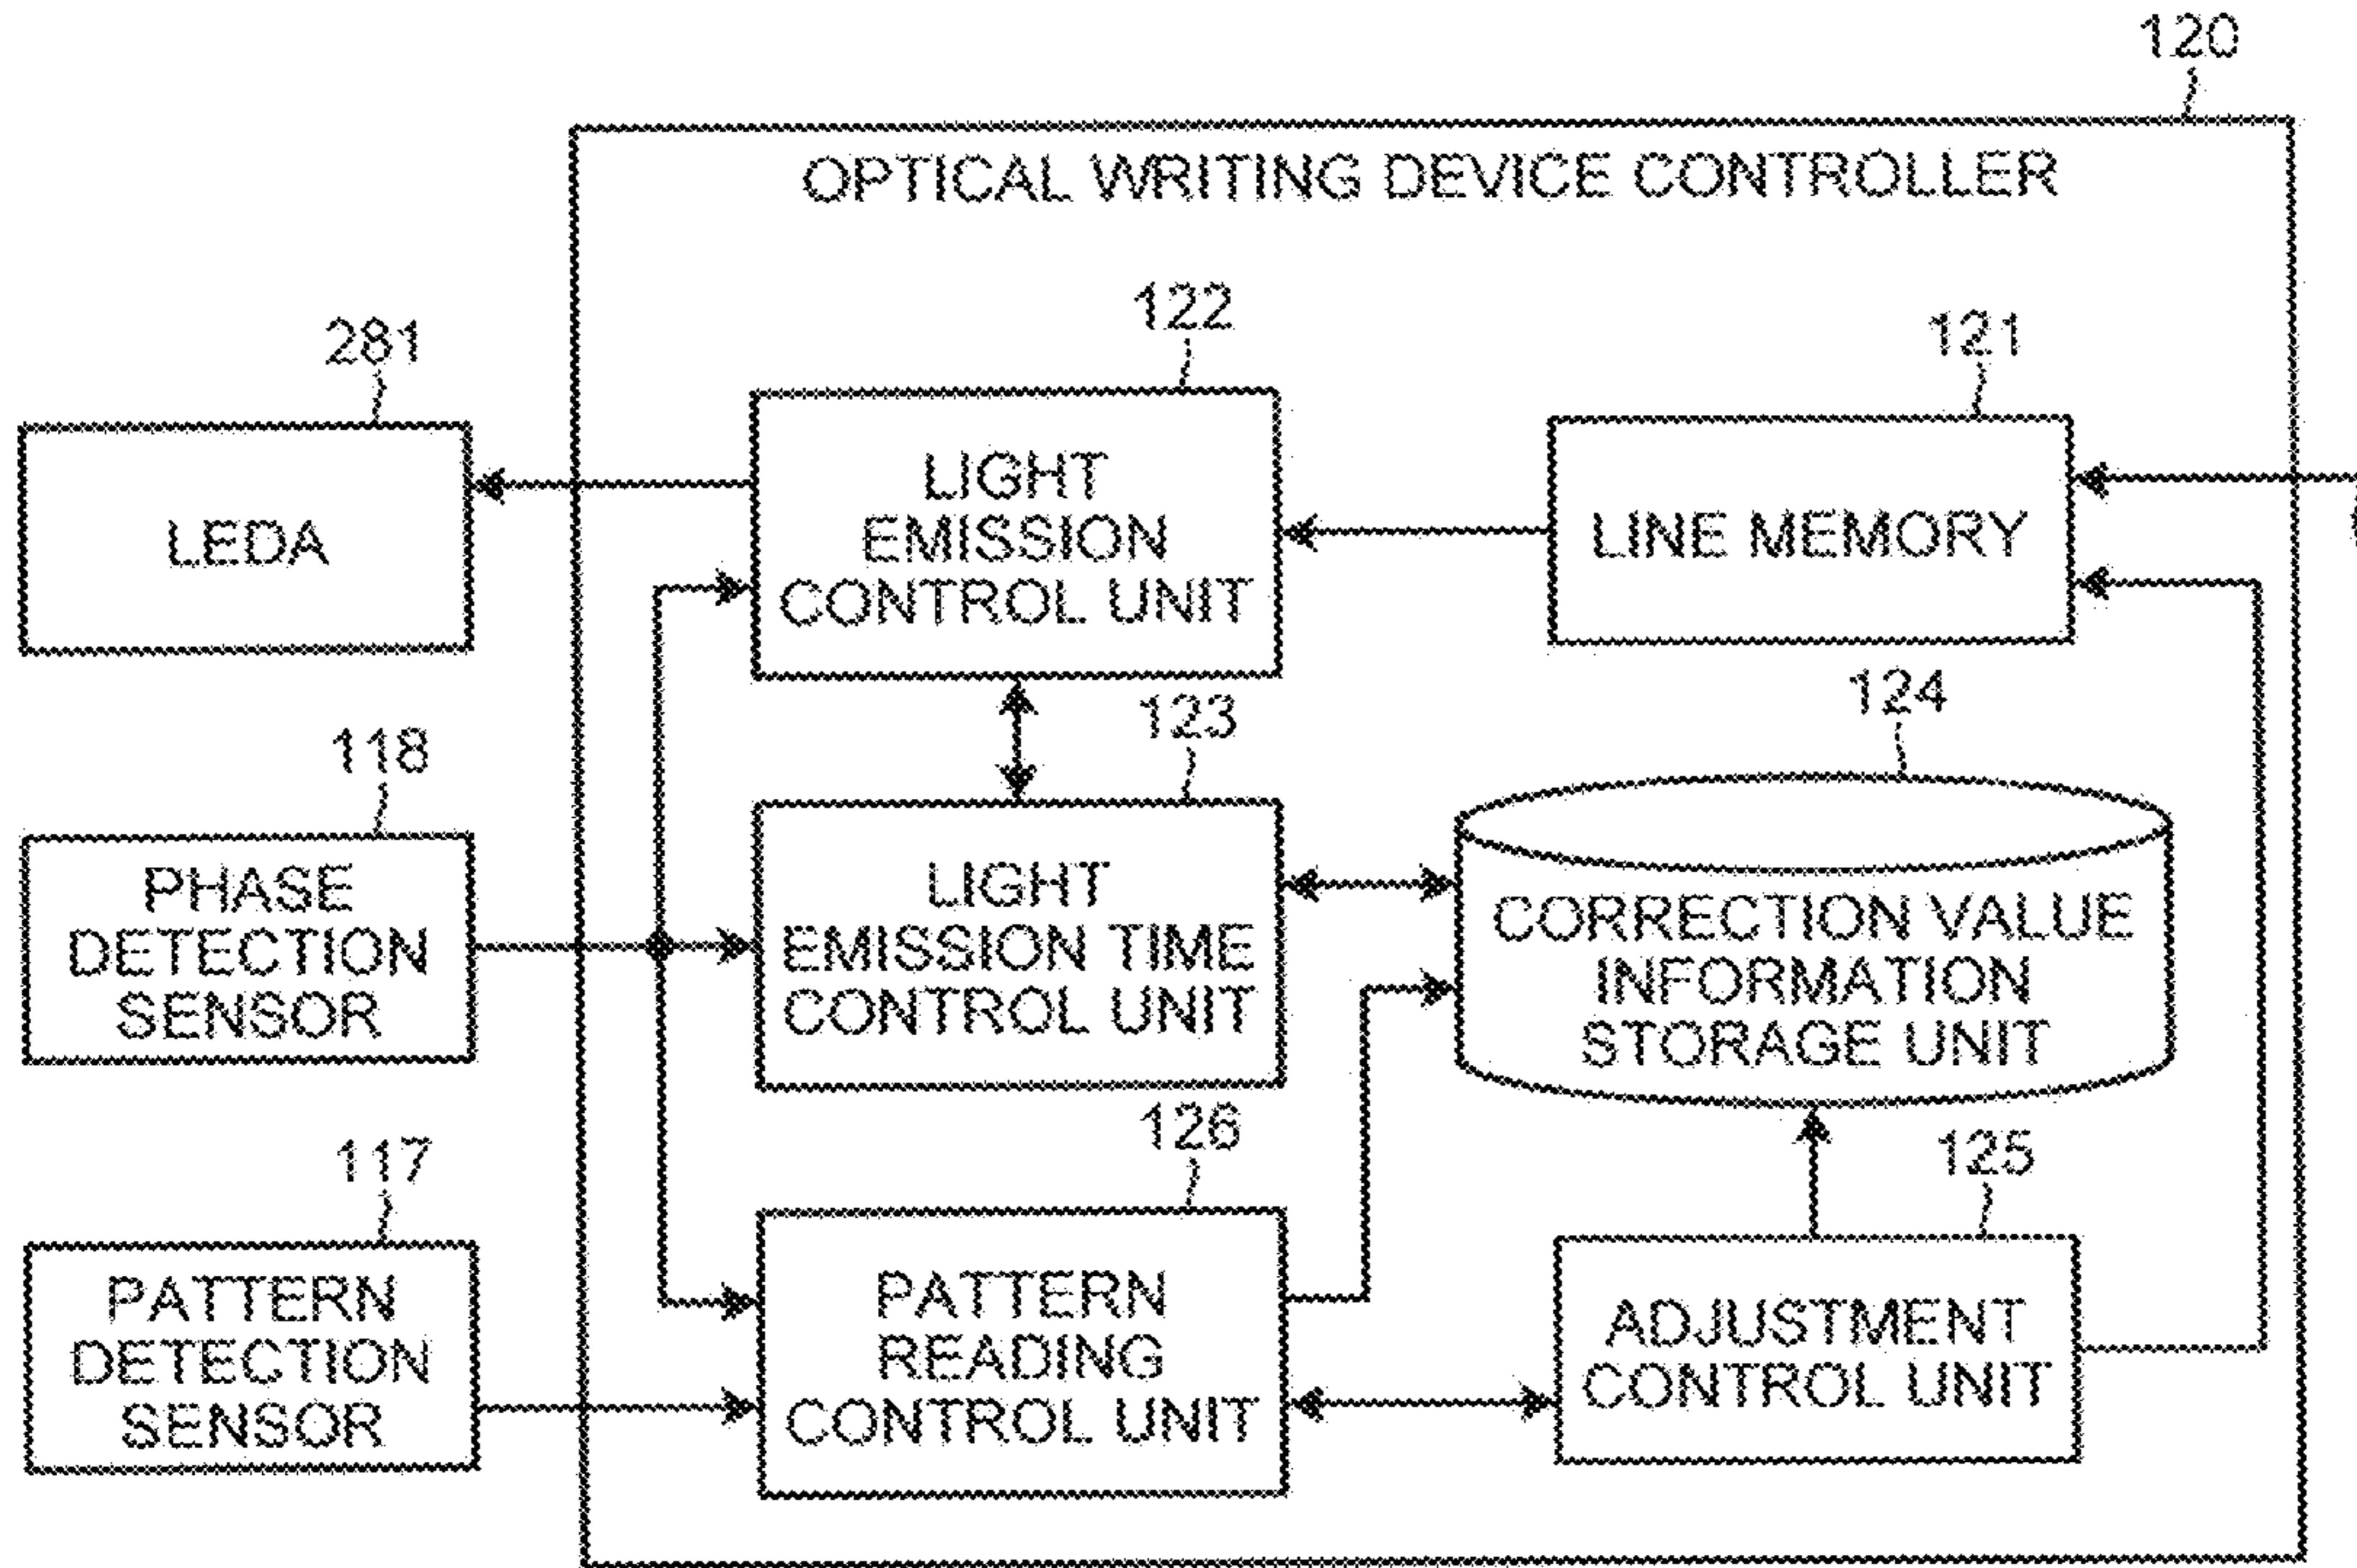 120
OPTICAL WRITING DEVICE CONTROLLER
281
LEDA
122
LIGHT
EMISSION
CONTROL UNIT
121
LINE MEMORY
118
PHASE
DETECTION
SENSOR
123
LIGHT
EMISSION TIME
CONTROL UNIT
124
CORRECTION VALUE
INFORMATION
STORAGE UNIT
117
PATTERN
DETECTION
SENSOR
126
PATTERN
READING
CONTROL UNIT
125
ADJUSTMENT
CONTROL UNIT